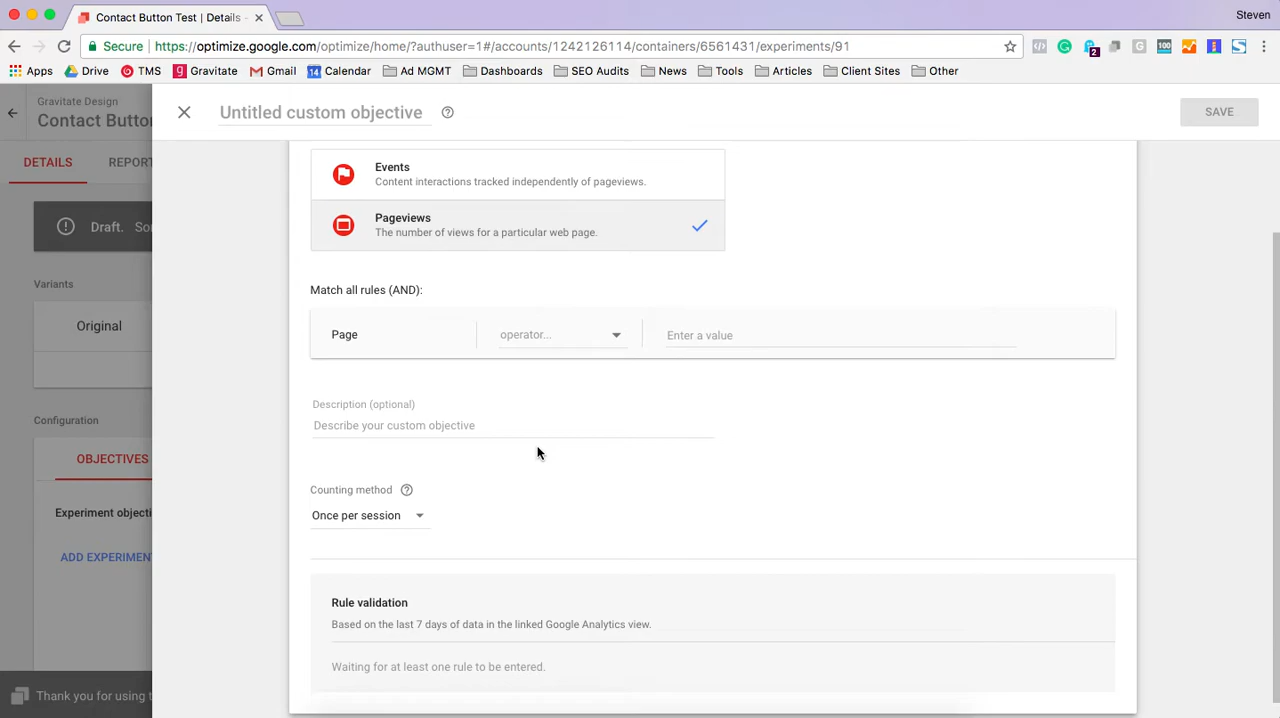 Contact Button Test | Details -
Steven
Secure
https://optimize.google.com/optimize/home/?authuser=1#/accounts/1242126114/containers/6561431/experiments/91
2
100
Apps
Drive
TMS
Gravitate
Gmail
14
Calendar
Ad MGMT
Dashboards
SEO Audits
News
Tools
Articles
Client Sites
Other
Gravitate Design
Contact Button
Untitled custom objective
SAVE
DETAILS
REPORT
Events
Content interactions tracked independently of pageviews.
Pageviews
The number of views for a particular web page.
Draft.
Variants
Match all rules (AND):
Original
Page
operator...
Enter a value
Description (optional)
Describe your custom objective
Configuration
OBJECTIVES
Counting method
Once per session
Experiment objecti
ADD EXPERIMEN
Rule validation
Based on the last 7 days of data in the linked Google Analytics view.
Waiting for at least one rule to be entered.
Thank you for using t